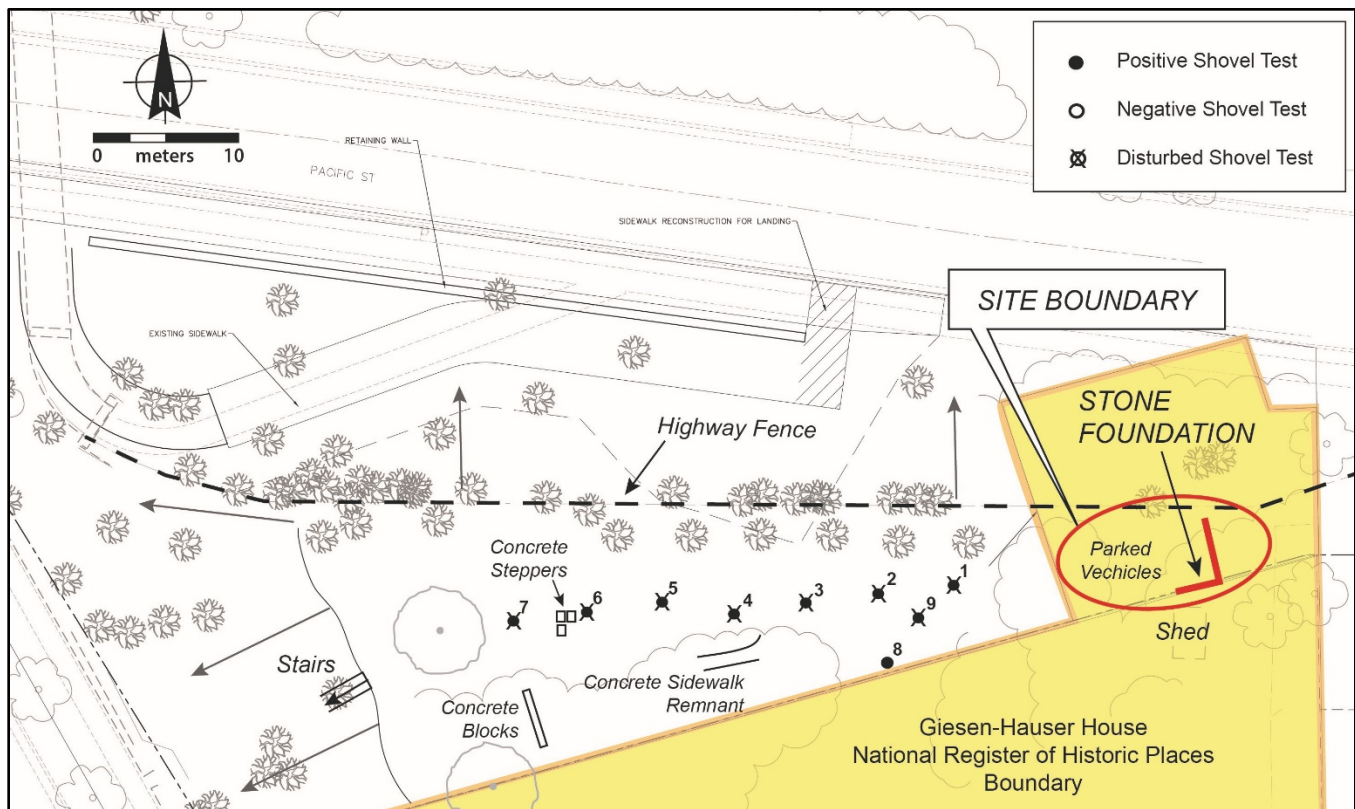 N
0 meters 10
RETAINING WALL
PACIFIC ST
SIDEWALK RECONSTRUCTION FOR LANDING
EXISTING SIDEWALK
Positive Shovel Test
Negative Shovel Test
Disturbed Shovel Test
SITE BOUNDARY
STONE
FOUNDATION
Highway Fence
Parked
Vechicles
Shed
Concrete
Steppers
7
6
5
4
3
2
1
9
8
Stairs
Concrete
Blocks
Concrete Sidewalk
Remnant
Giesen-Hauser House
National Register of Historic Places
Boundary